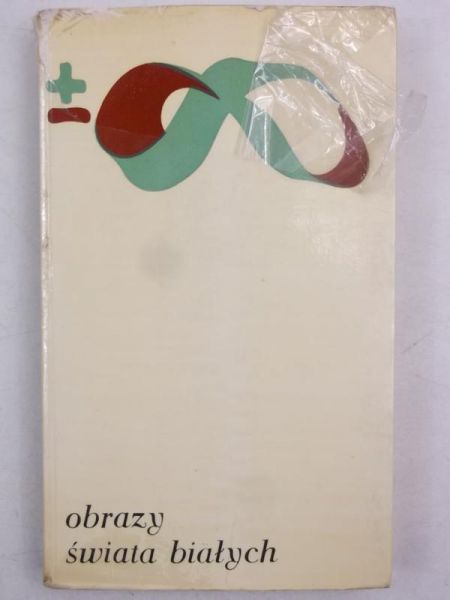 ±∞
obrazy
świata białych